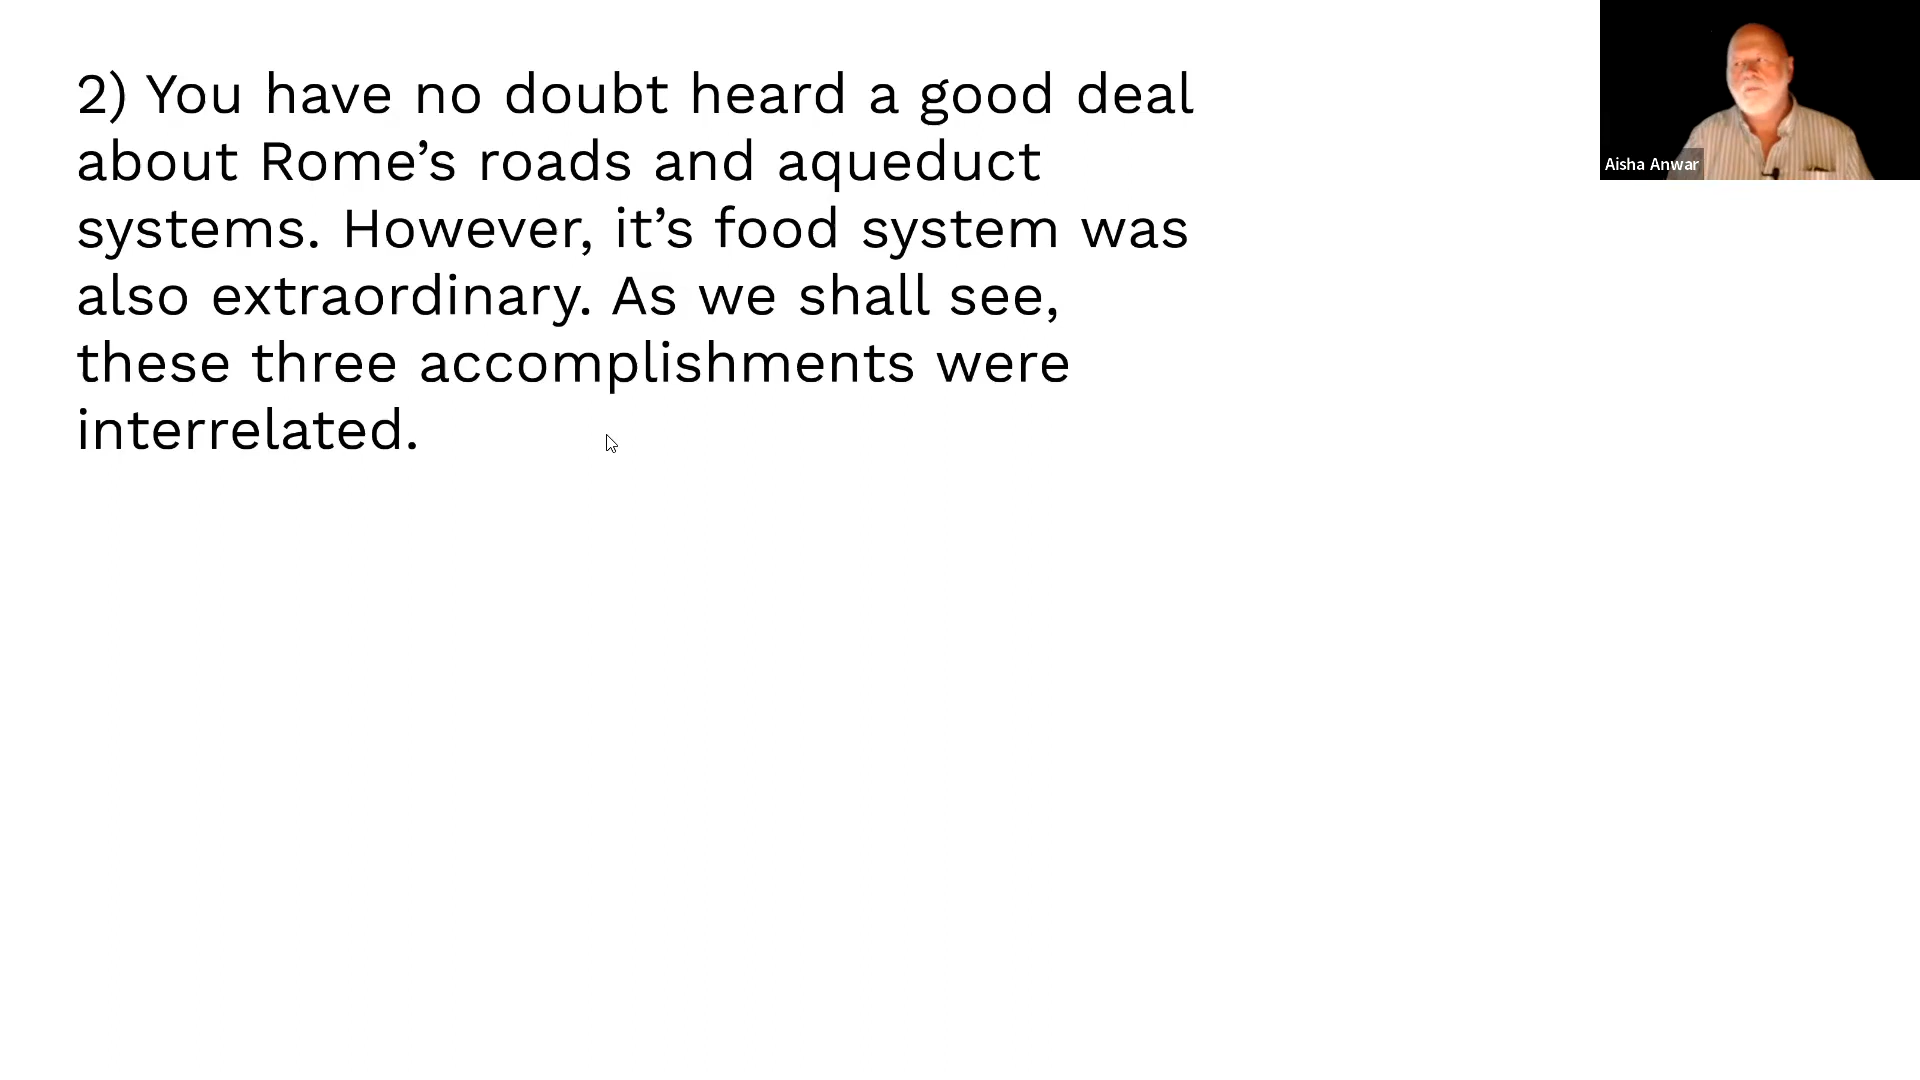 2) You have no doubt heard a good deal
about Rome’s roads and aqueduct
systems. However, it’s food system was
also extraordinary. As we shall see,
these three accomplishments were
interrelated.
Aisha Anwar